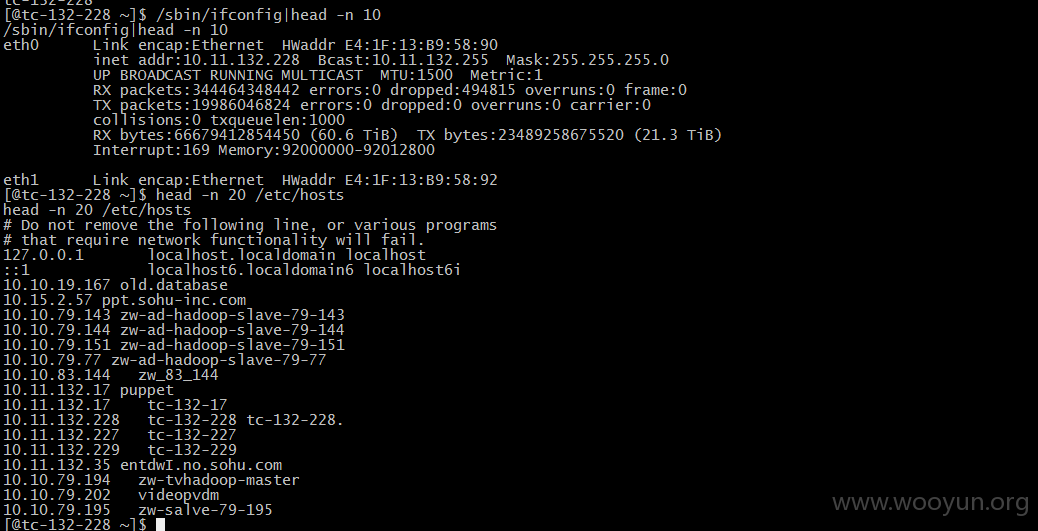 tc-132-228
[@tc-132-228 ~]$ /sbin/ifconfig|head -n 10
/sbin/ifconfig|head -n 10
eth0      Link encap:Ethernet  HWaddr E4:1F:13:B9:58:90
          inet addr:10.11.132.228  Bcast:10.11.132.255  Mask:255.255.255.0
          UP BROADCAST RUNNING MULTICAST  MTU:1500  Metric:1
          RX packets:344464348442 errors:0 dropped:494815 overruns:0 frame:0
          TX packets:19986046824 errors:0 dropped:0 overruns:0 carrier:0
          collisions:0 txqueuelen:1000
          RX bytes:66679412854450 (60.6 TiB)  TX bytes:23489258675520 (21.3 TiB)
          Interrupt:169 Memory:92000000-92012800
eth1      Link encap:Ethernet  HWaddr E4:1F:13:B9:58:92
[@tc-132-228 ~]$ head -n 20 /etc/hosts
head -n 20 /etc/hosts
# Do not remove the following line, or various programs
# that require network functionality will fail.
127.0.0.1       localhost.localdomain localhost
::1             localhost6.localdomain6 localhost6i
10.10.19.167 old.database
10.15.2.57 ppt.sohu-inc.com
10.10.79.143 zw-ad-hadoop-slave-79-143
10.10.79.144 zw-ad-hadoop-slave-79-144
10.10.79.151 zw-ad-hadoop-slave-79-151
10.10.79.77 zw-ad-hadoop-slave-79-77
10.10.83.144   zw_83_144
10.11.132.17 puppet
10.11.132.17    tc-132-17
10.11.132.228   tc-132-228 tc-132-228.
10.11.132.227   tc-132-227
10.11.132.229   tc-132-229
10.11.132.35 entdwI.no.sohu.com
10.10.79.194   zw-tvhadoop-master
10.10.79.202   videopvdm
10.10.79.195   zw-salve-79-195
[@tc-132-228 ~]$
www.wooyun.org